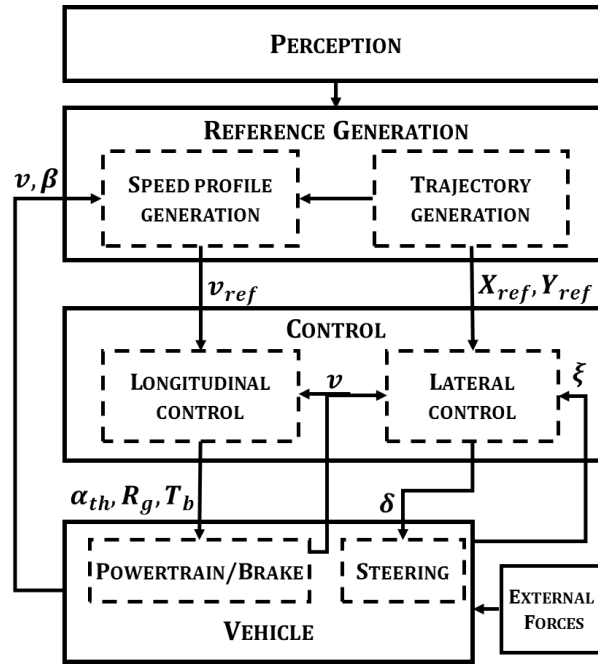 PERCEPTION
REFERENCE GENERATION
v, β
SPEED PROFILE
GENERATION
TRAJECTORY
GENERATION
v_ref
X_ref, Y_ref
CONTROL
LONGITUDINAL
CONTROL
v
LATERAL
CONTROL
ξ
α_th, R_g, T_b
δ
POWERTRAIN/BRAKE
STEERING
VEHICLE
EXTERNAL
FORCES